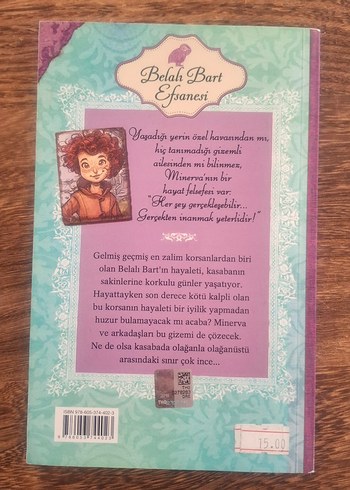 Belalı Bart
Efsanesi
Yaşadığı yerin özel havasından mı,
hiç tanımadığı gizemli
ailesinden mi bilinmez,
Minerva'nın bir
hayat felsefesi var:
"Her şey gerçekleşebilir...
Gerçekten inanmak yeterlidir!"
Gelmiş geçmiş en zalim korsanlardan biri
olan Belalı Bart'ın hayaleti, kasabanın
sakinlerine korkulu günler yaşatıyor.
Hayattayken son derece kötü kalpli olan
bu korsanın hayaleti bir iyilik yapmadan
huzur bulamayacak mı acaba? Minerva
ve arkadaşları bu gizemi de çözecek.
Ne de olsa kasabada olağanla olağanüstü
arasındaki sınır çok ince...
15.00